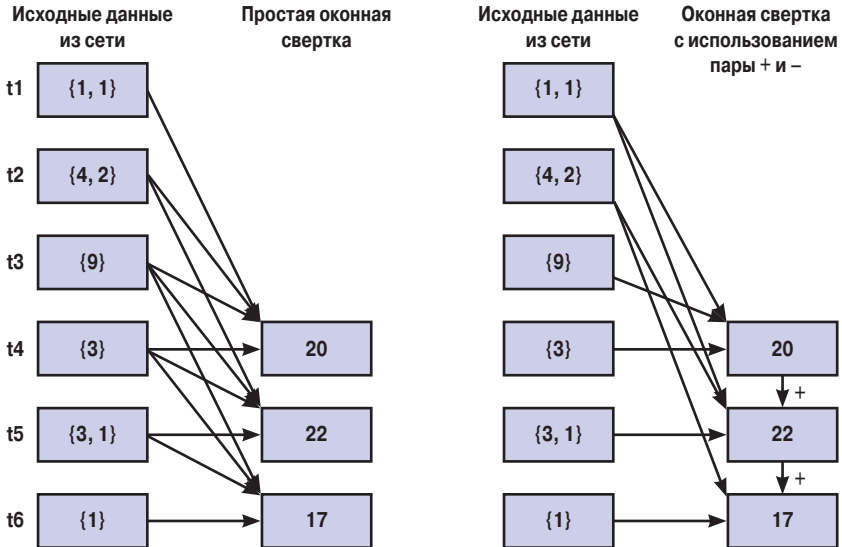 Исходные данные
из сети
Простая оконная
свертка
t1
{1, 1}
t2
{4, 2}
t3
{9}
t4
{3}
20
t5
{3, 1}
22
t6
{1}
17
Исходные данные
из сети
Оконная свертка
с использованием
пары + и –
{1, 1}
{4, 2}
{9}
{3}
20
+
{3, 1}
22
+
{1}
17